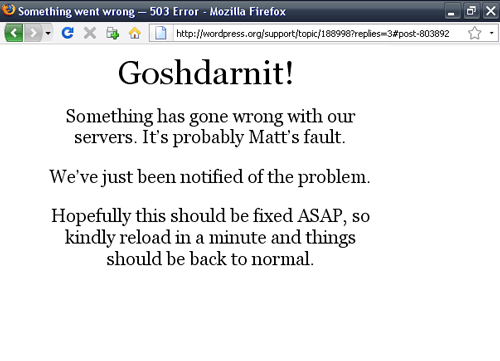 Something went wrong — 503 Error - Mozilla Firefox
http://wordpress.org/support/topic/188998?replies=3#post-803892
Goshdarnit!
Something has gone wrong with our
servers. It's probably Matt's fault.
We've just been notified of the problem.
Hopefully this should be fixed ASAP, so
kindly reload in a minute and things
should be back to normal.